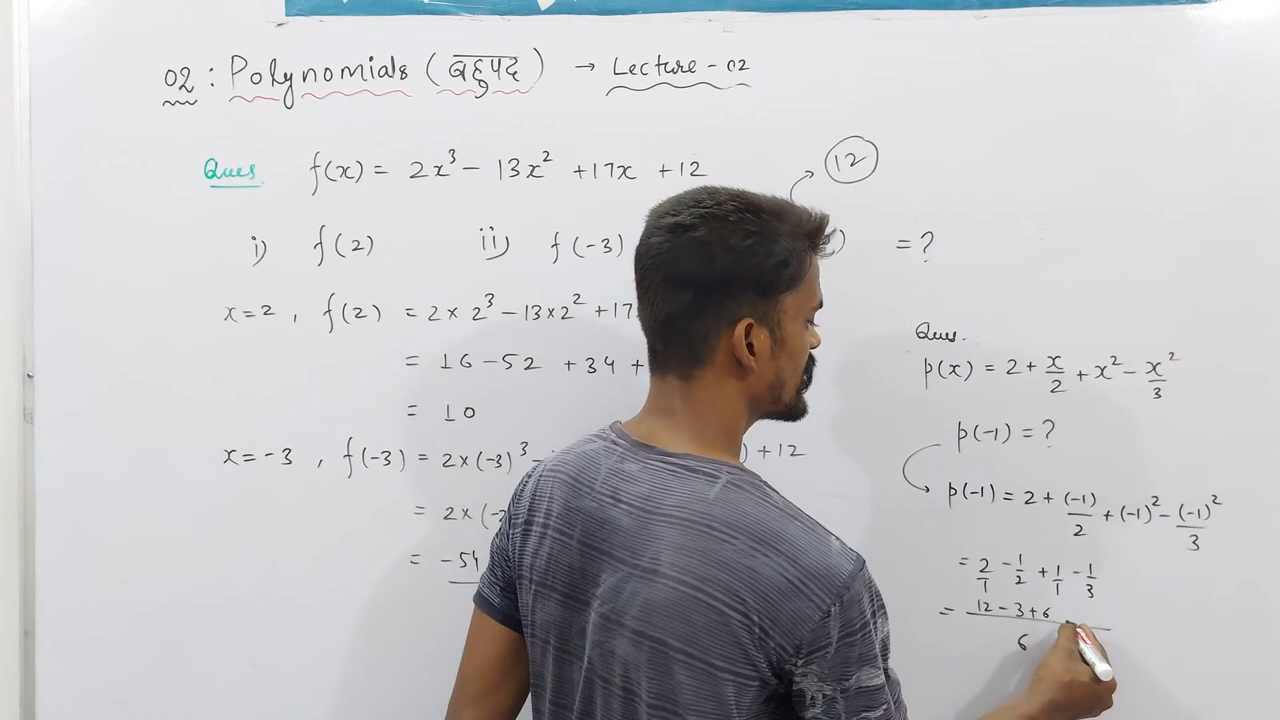 02 : Polynomials (बहुपद) → Lecture - 02
Ques. f(x) = 2x³ - 13x² + 17x + 12
12
i) f(2) ii) f(-3) ) = ?
x = 2 , f(2) = 2 × 2³ - 13 × 2² + 17
= 16 - 52 + 34 +
= 10
x = -3 , f(-3) = 2 × (-3)³ - ) + 12
= 2 × (-2
= -54
Ques.
p(x) = 2 + x/2 + x² - x²/3
p(-1) = ?
p(-1) = 2 + (-1)/2 + (-1)² - (-1)²/3
= 2/1 - 1/2 + 1/1 - 1/3
= 12 - 3 + 6
6